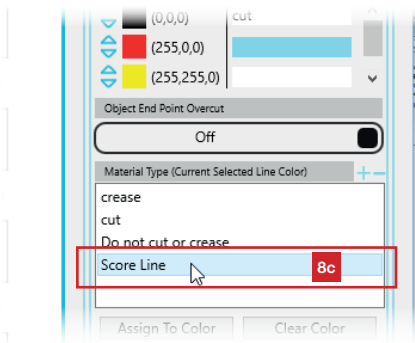 (0,0,0) cut
(255,0,0)
(255,255,0)
Object End Point Overcut
Off
Material Type (Current Selected Line Color)
crease
cut
Do not cut or crease
Score Line 8c
Assign To Color Clear Color